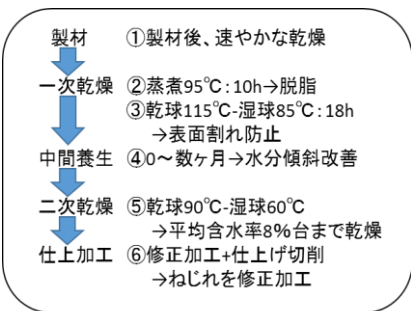 製材 ①製材後、速やかな乾燥
一次乾燥 ②蒸煮95℃:10h→脱脂
③乾球115℃-湿球85℃:18h
→表面割れ防止
中間養生 ④0～数ヶ月→水分傾斜改善
二次乾燥 ⑤乾球90℃-湿球60℃
→平均含水率8%台まで乾燥
仕上加工 ⑥修正加工+仕上げ切削
→ねじれを修正加工